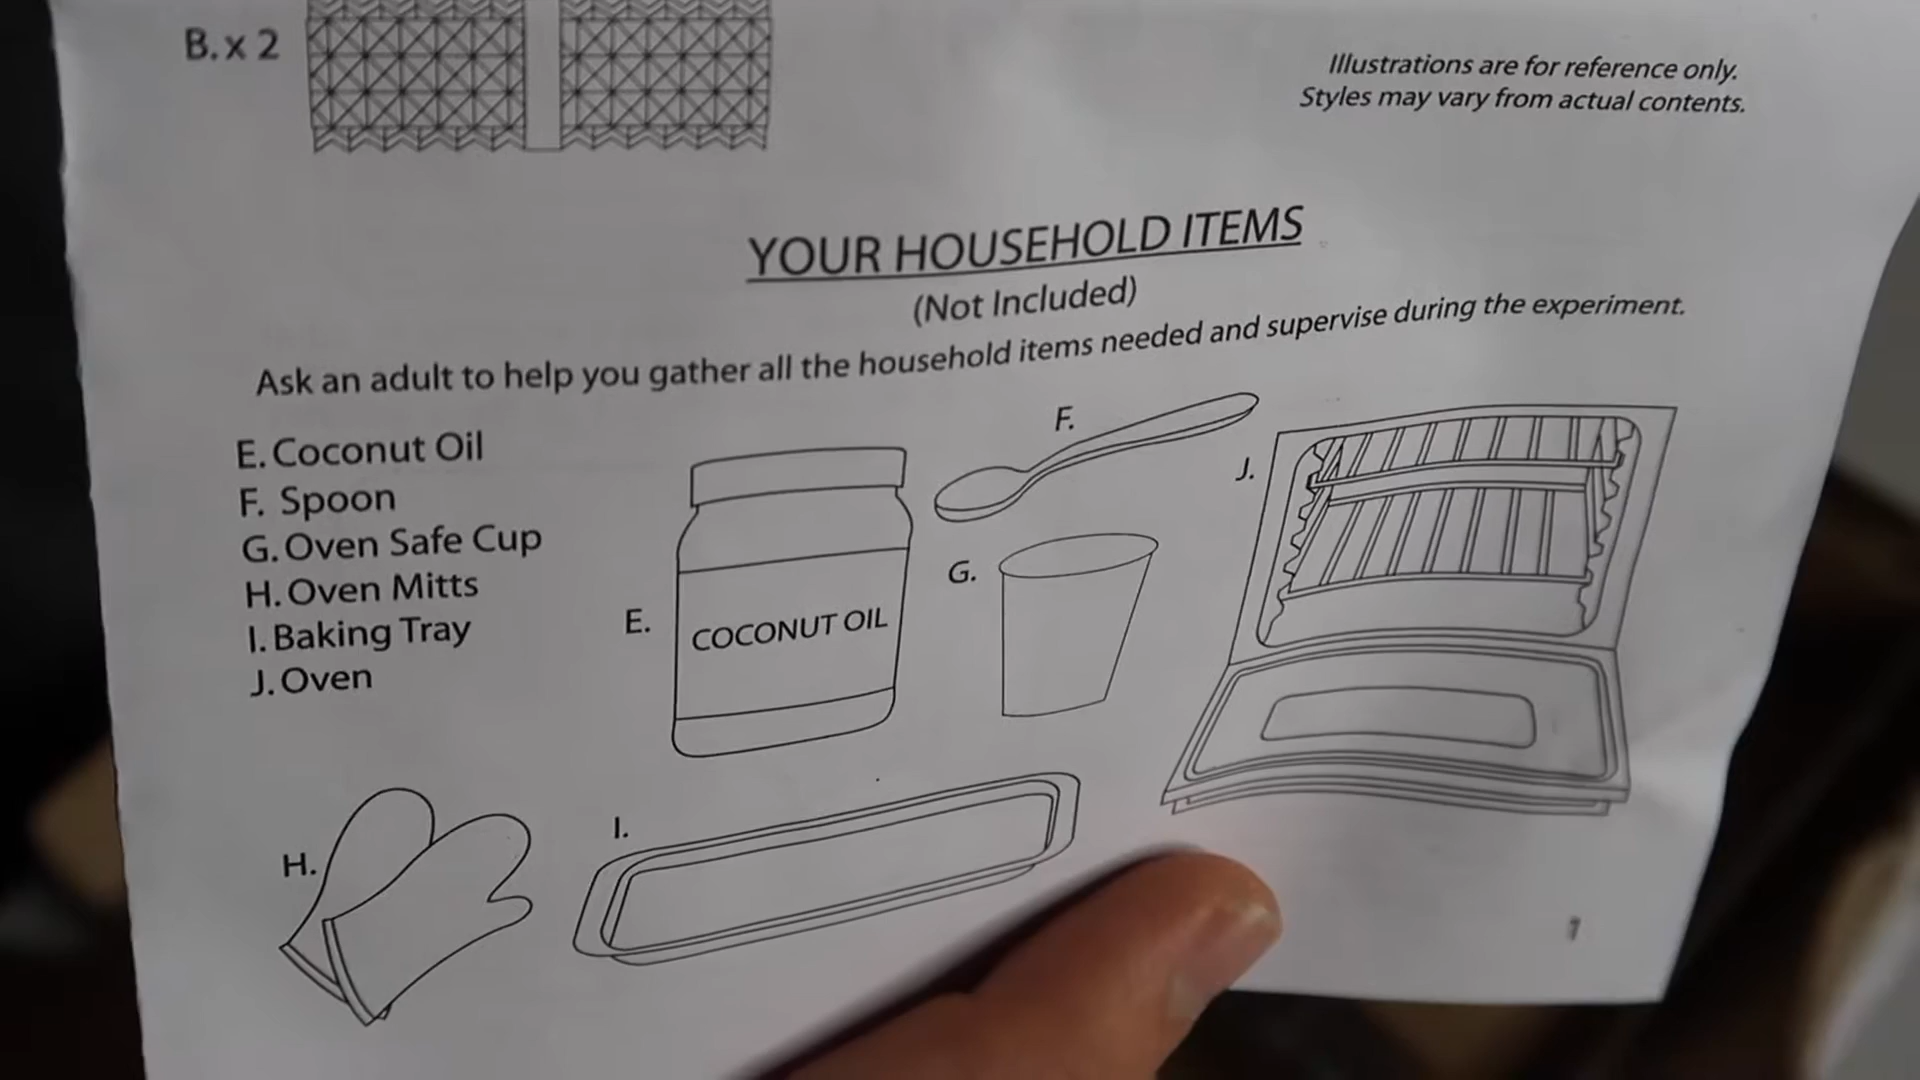 B. x 2
Illustrations are for reference only.
Styles may vary from actual contents.
YOUR HOUSEHOLD ITEMS
(Not Included)
Ask an adult to help you gather all the household items needed and supervise during the experiment.
E. Coconut Oil
F. Spoon
G. Oven Safe Cup
H. Oven Mitts
I. Baking Tray
J. Oven
F.
J.
G.
E.
COCONUT OIL
H.
I.
1